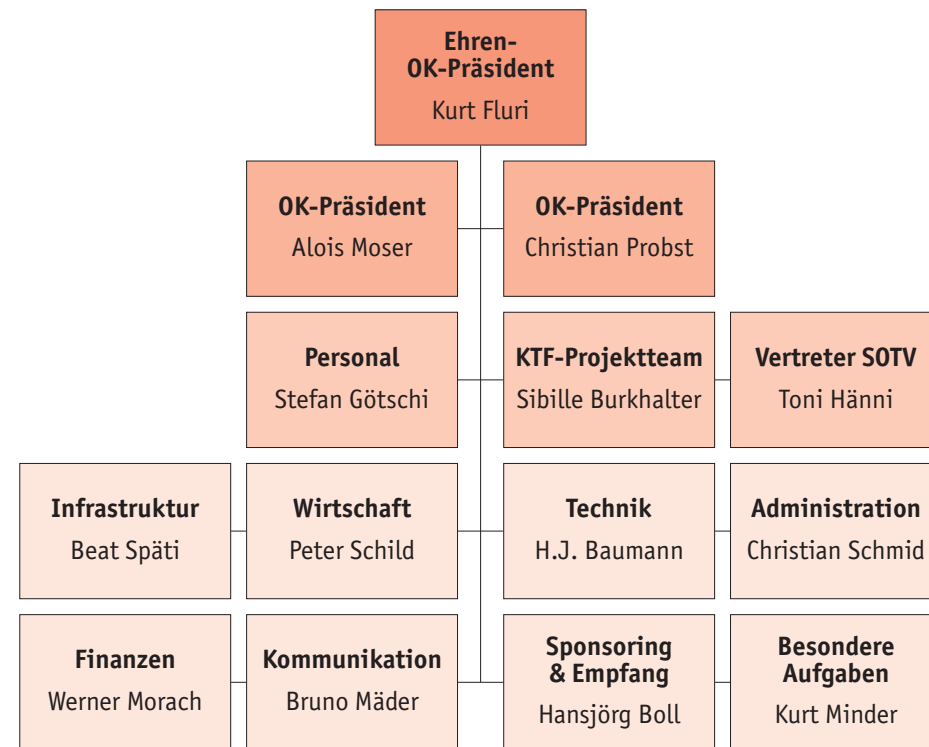 Ehren-
OK-Präsident
Kurt Fluri
OK-Präsident
Alois Moser
OK-Präsident
Christian Probst
Personal
Stefan Götschi
KTF-Projektteam
Sibille Burkhalter
Vertreter SOTV
Toni Hänni
Infrastruktur
Beat Späti
Wirtschaft
Peter Schild
Technik
H.J. Baumann
Administration
Christian Schmid
Finanzen
Werner Morach
Kommunikation
Bruno Mäder
Sponsoring
& Empfang
Hansjörg Boll
Besondere
Aufgaben
Kurt Minder